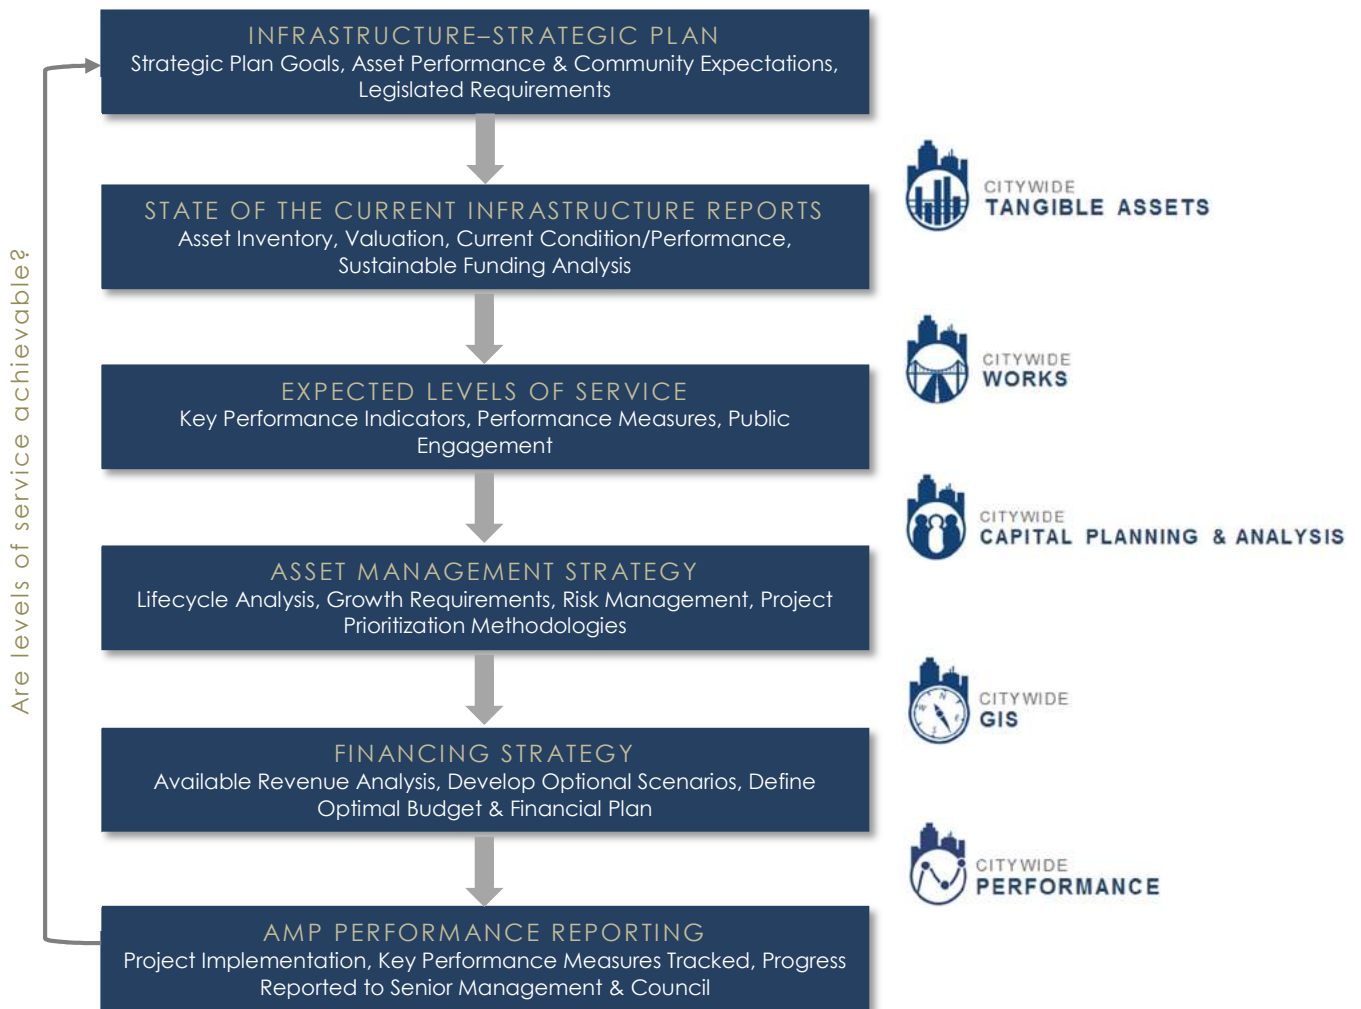 INFRASTRUCTURE–STRATEGIC PLAN
Strategic Plan Goals, Asset Performance & Community Expectations,
Legislated Requirements
STATE OF THE CURRENT INFRASTRUCTURE REPORTS
Asset Inventory, Valuation, Current Condition/Performance,
Sustainable Funding Analysis
EXPECTED LEVELS OF SERVICE
Key Performance Indicators, Performance Measures, Public
Engagement
ASSET MANAGEMENT STRATEGY
Lifecycle Analysis, Growth Requirements, Risk Management, Project
Prioritization Methodologies
FINANCING STRATEGY
Available Revenue Analysis, Develop Optional Scenarios, Define
Optimal Budget & Financial Plan
AMP PERFORMANCE REPORTING
Project Implementation, Key Performance Measures Tracked, Progress
Reported to Senior Management & Council
Are levels of service achievable?
CITYWIDE
TANGIBLE ASSETS
CITYWIDE
WORKS
CITYWIDE
CAPITAL PLANNING & ANALYSIS
N
E
S
W
CITYWIDE
GIS
CITYWIDE
PERFORMANCE